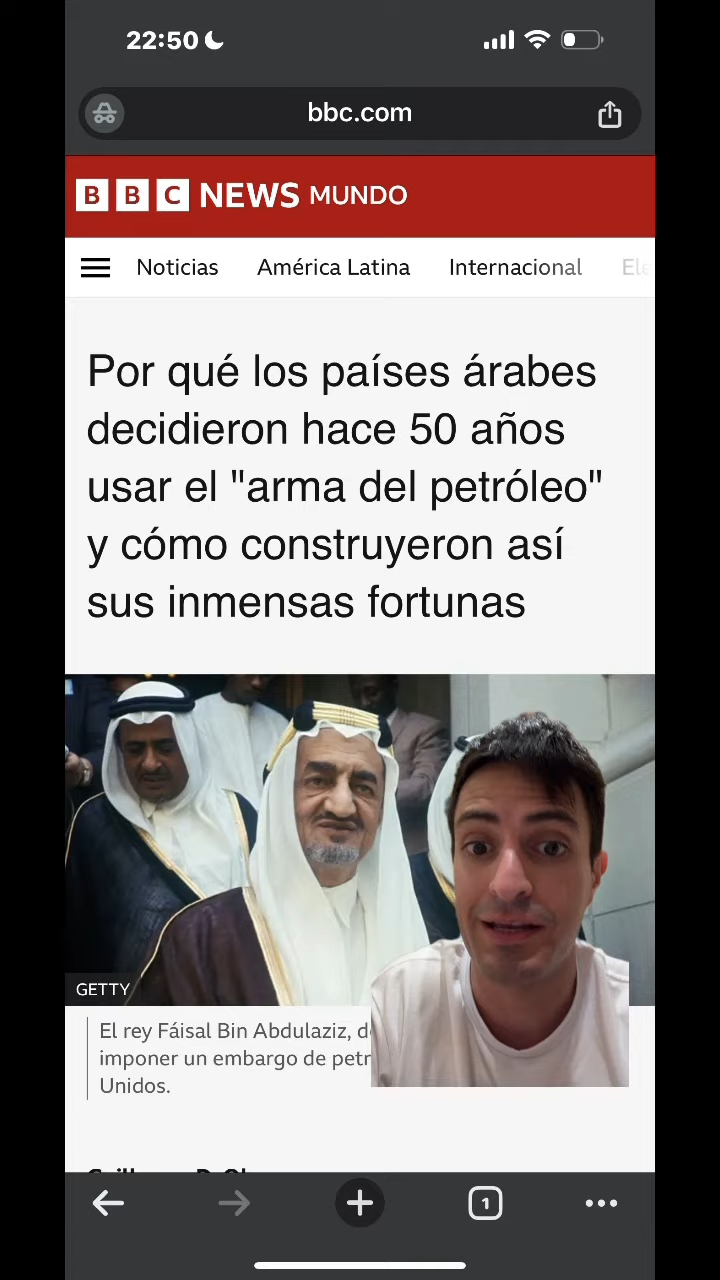 22:50
bbc.com
BBC NEWS MUNDO
Noticias América Latina Internacional
Por qué los países árabes
decidieron hace 50 años
usar el "arma del petróleo"
y cómo construyeron así
sus inmensas fortunas
GETTY
El rey Fáisal Bin Abdulaziz,
imponer un embargo de
Unidos.
1